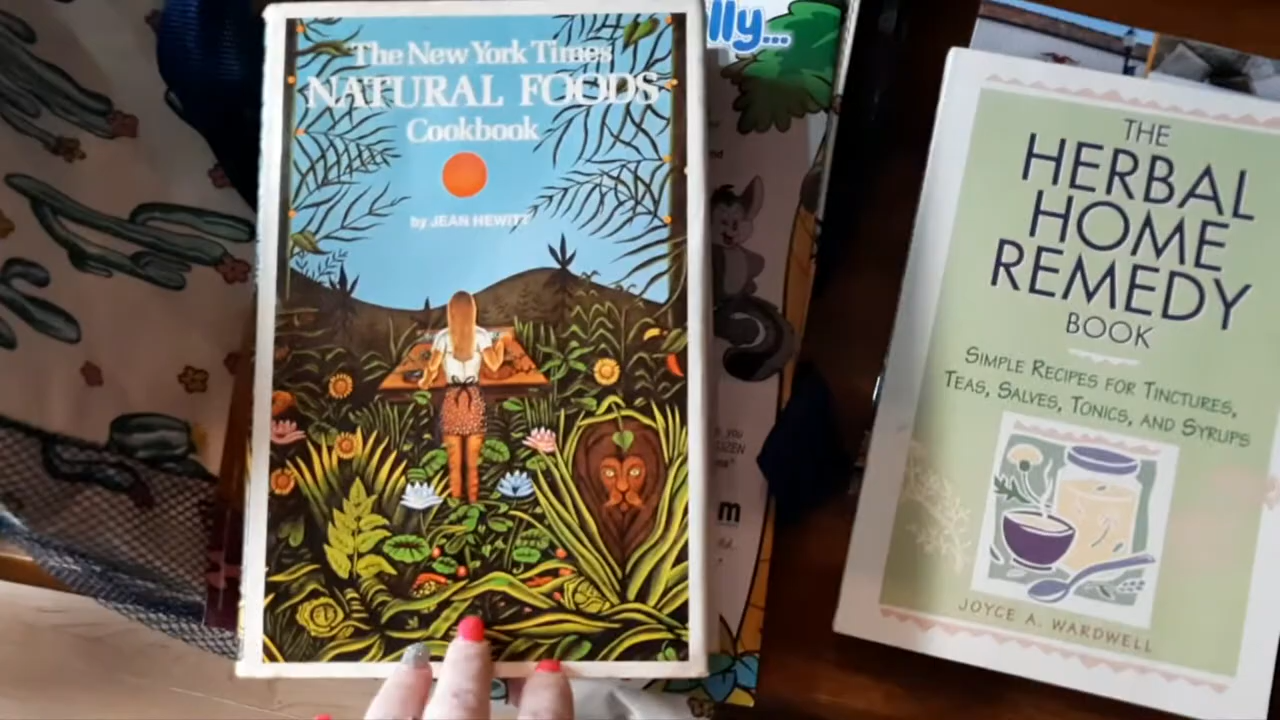 The New York Times
NATURAL FOODS
Cookbook
by JEAN HEWITT
lly...
m
THE
HERBAL
HOME
REMEDY
BOOK
SIMPLE RECIPES FOR TINCTURES,
TEAS, SALVES, TONICS, AND SYRUPS
JOYCE A. WARDWELL